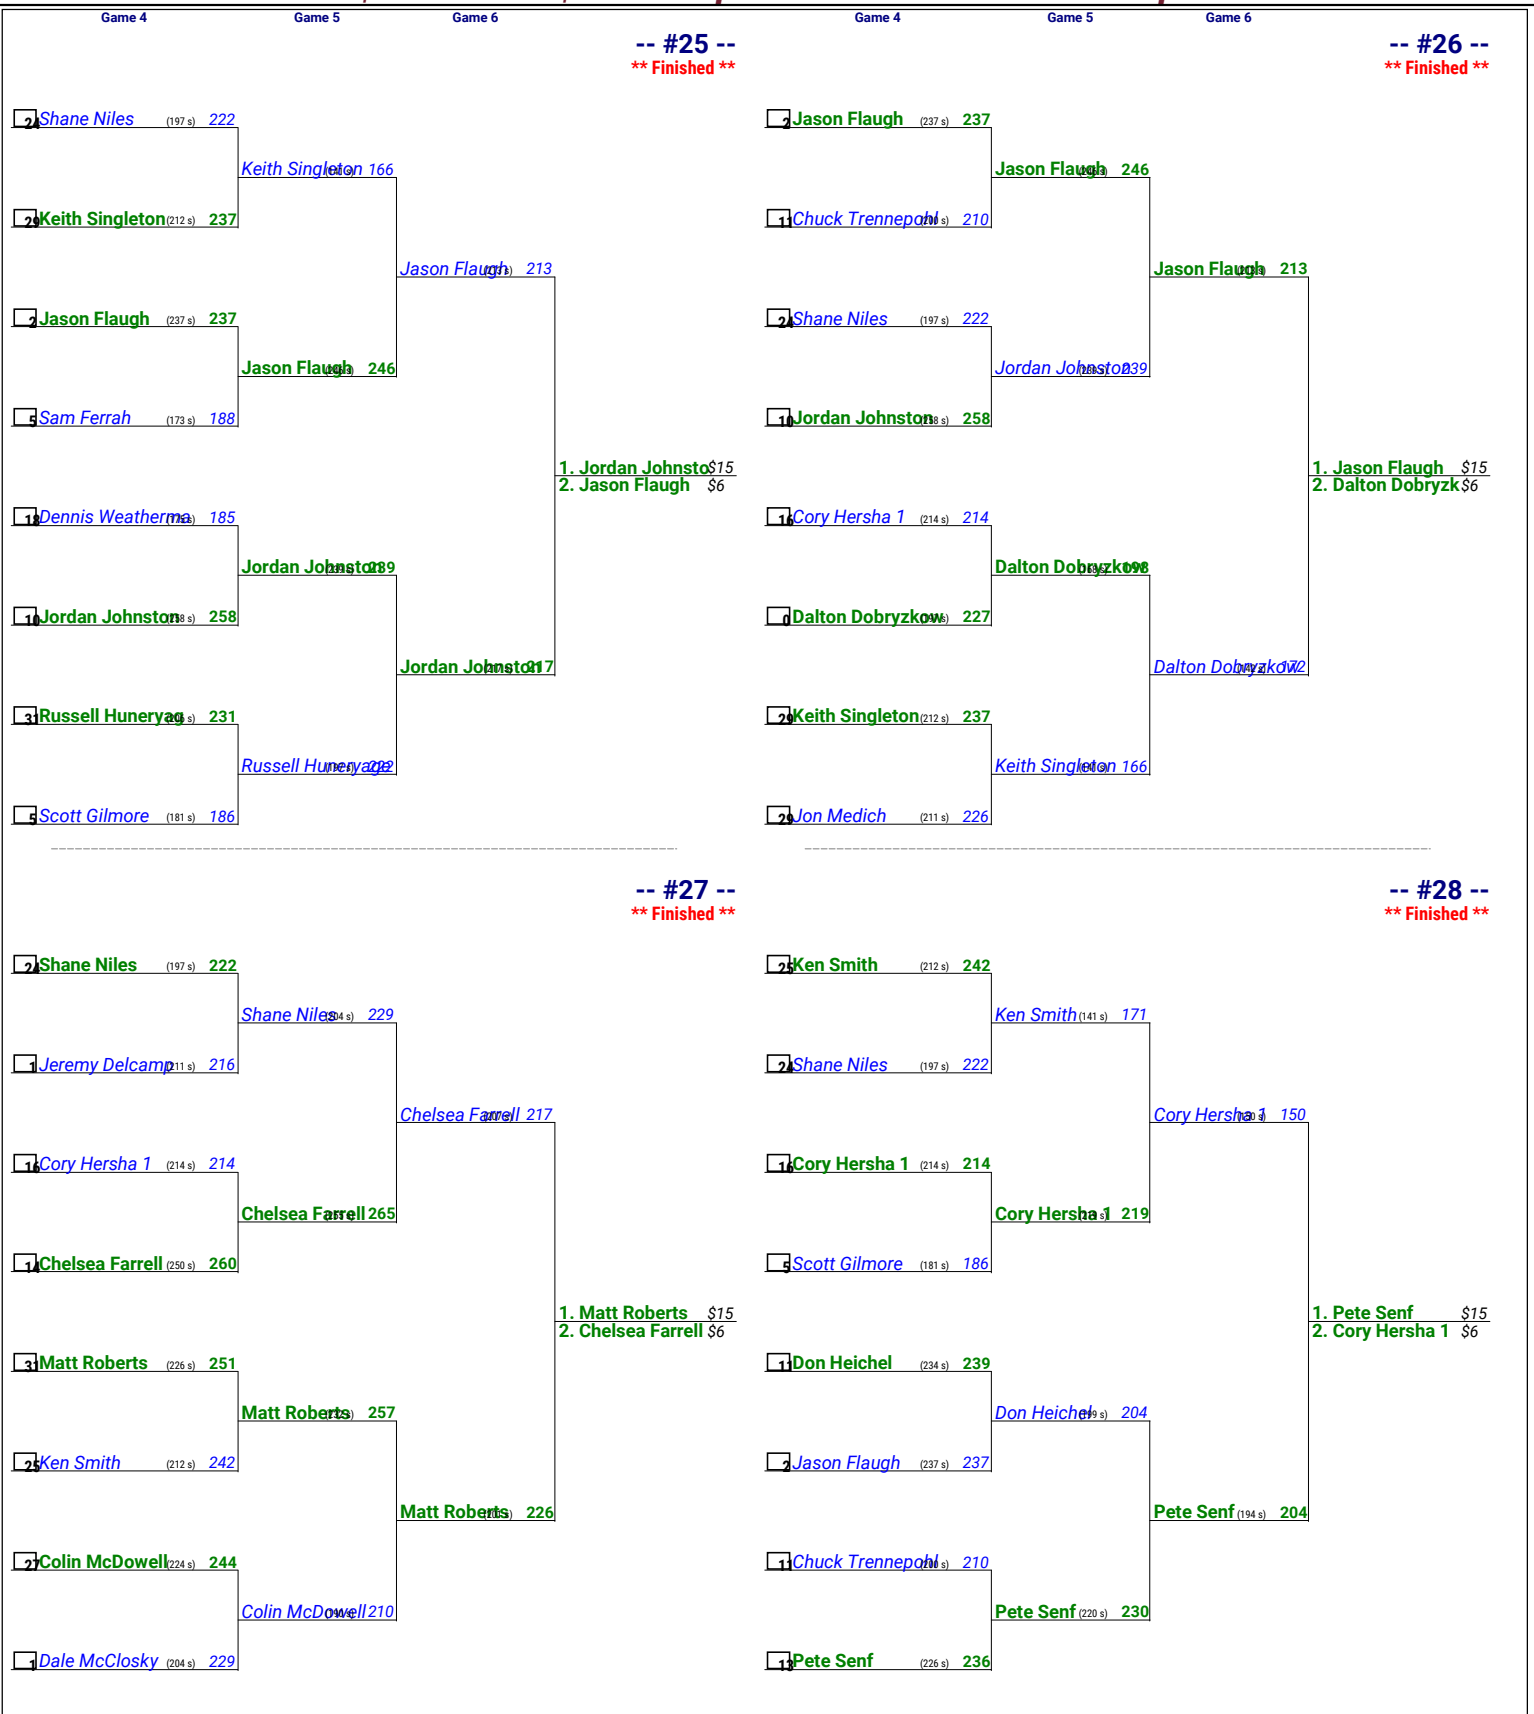 Game 4 Game 5 Game 6 Game 4 Game 5 Game 6
-- #25 --
** Finished **
24 Shane Niles (197 s) 222
Keith Singleton 166
29 Keith Singleton (212 s) 237
Jason Flaugh 213
2 Jason Flaugh (237 s) 237
Jason Flaugh 246
5 Sam Ferrah (173 s) 188
1. Jordan Johnsto $15
2. Jason Flaugh $6
18 Dennis Weatherma 185
Jordan Johnston 239
10 Jordan Johnston 258
Jordan Johnston 217
31 Russell Huneryag 231
Russell Huneryage 222
5 Scott Gilmore (181 s) 186
-- #26 --
** Finished **
2 Jason Flaugh (237 s) 237
Jason Flaugh 246
11 Chuck Trennepohl 210
Jason Flaugh 213
24 Shane Niles (197 s) 222
Jordan Johnston 239
10 Jordan Johnston 258
1. Jason Flaugh $15
2. Dalton Dobryzk $6
16 Cory Hersha 1 (214 s) 214
Dalton Dobryzkow 198
0 Dalton Dobryzkow 227
Dalton Dobryzkow 172
29 Keith Singleton (212 s) 237
Keith Singleton 166
29 Jon Medich (211 s) 226
-- #27 --
** Finished **
24 Shane Niles (197 s) 222
Shane Niles (204 s) 229
1 Jeremy Delcamp (211 s) 216
Chelsea Farrell 217
16 Cory Hersha 1 (214 s) 214
Chelsea Farrell 265
14 Chelsea Farrell (250 s) 260
1. Matt Roberts $15
2. Chelsea Farrell $6
31 Matt Roberts (226 s) 251
Matt Roberts 257
25 Ken Smith (212 s) 242
Matt Roberts 226
27 Colin McDowell (224 s) 244
Colin McDowell 210
1 Dale McClosky (204 s) 229
-- #28 --
** Finished **
25 Ken Smith (212 s) 242
Ken Smith (141 s) 171
24 Shane Niles (197 s) 222
Cory Hersha 1 150
16 Cory Hersha 1 (214 s) 214
Cory Hersha 1 219
5 Scott Gilmore (181 s) 186
1. Pete Senf $15
2. Cory Hersha 1 $6
11 Don Heichel (234 s) 239
Don Heichel 204
2 Jason Flaugh (237 s) 237
Pete Senf (194 s) 204
11 Chuck Trennepohl 210
Pete Senf (220 s) 230
13 Pete Senf (226 s) 236